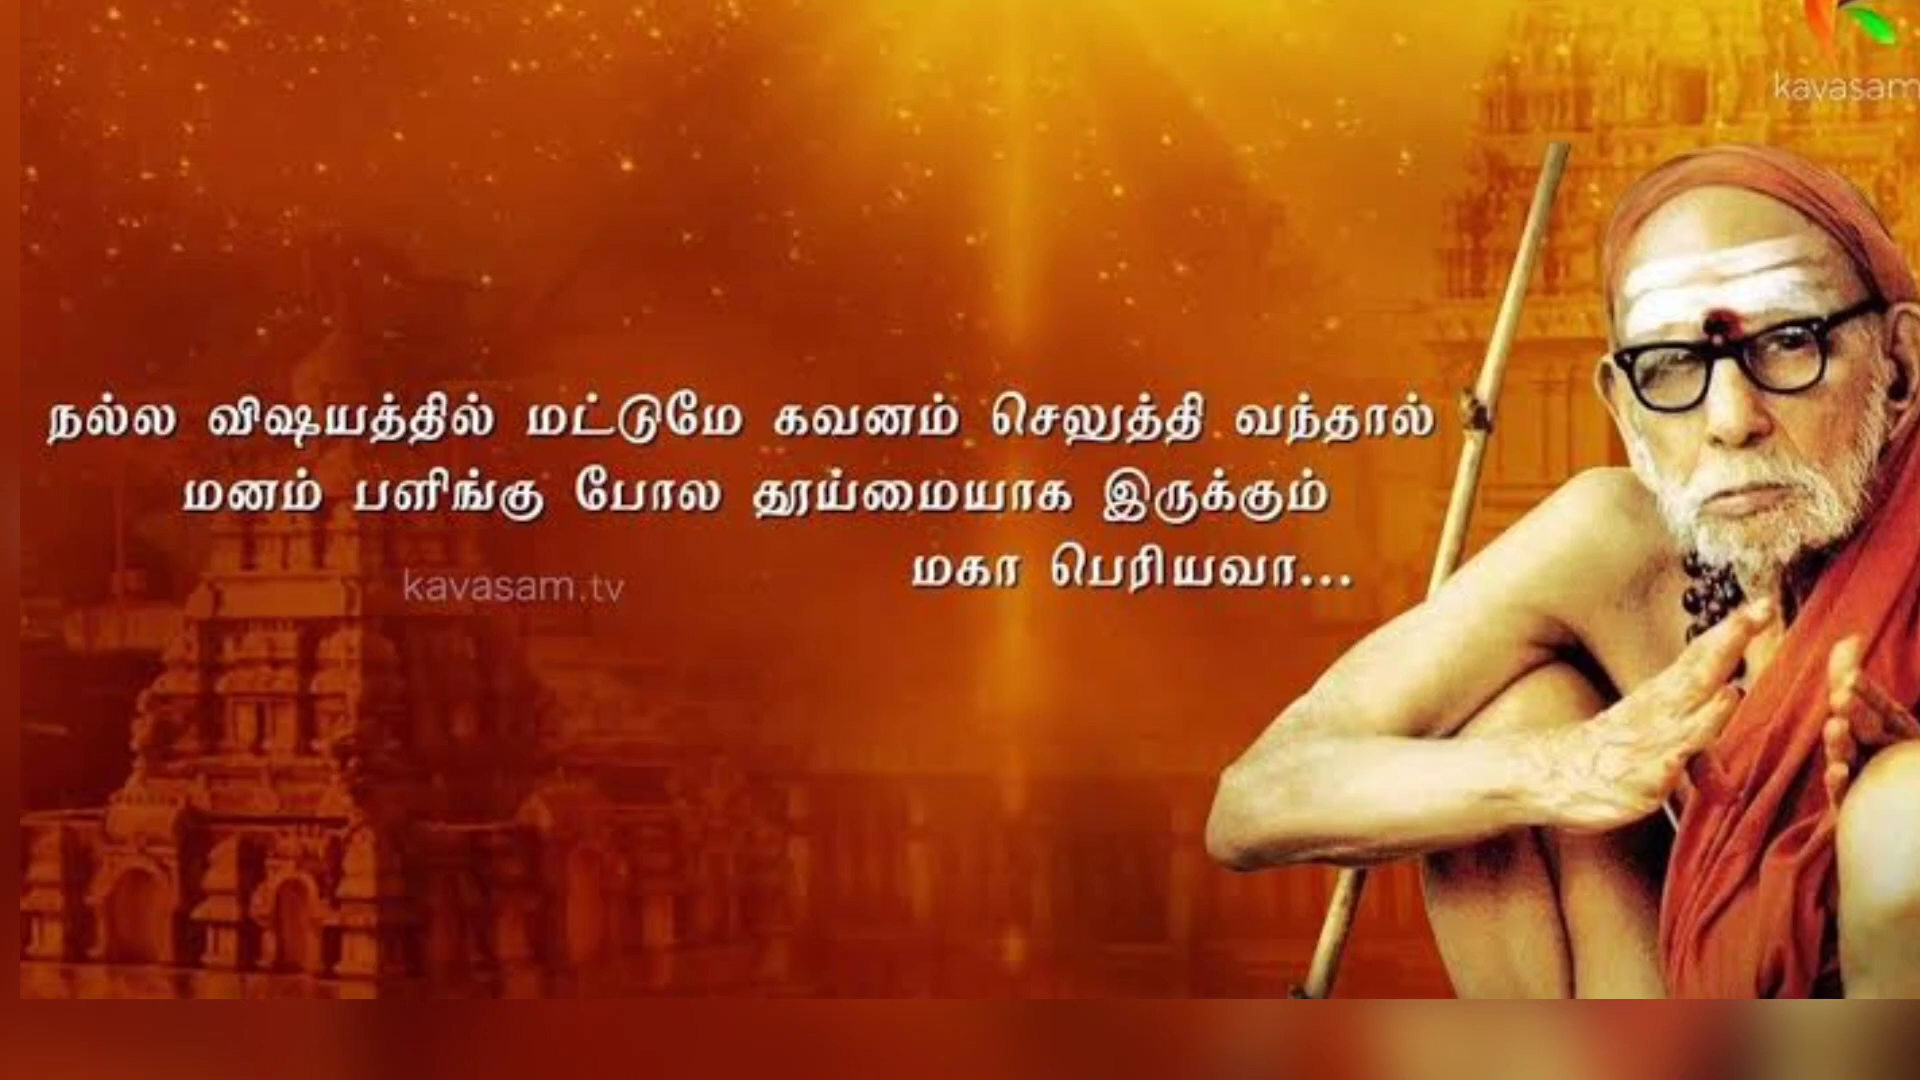 kavasam
நல்ல விஷயத்தில் மட்டுமே கவனம் செலுத்தி வந்தால்
மனம் பளிங்கு போல தூய்மையாக இருக்கும்
மகா பெரியவா...
kavasam.tv